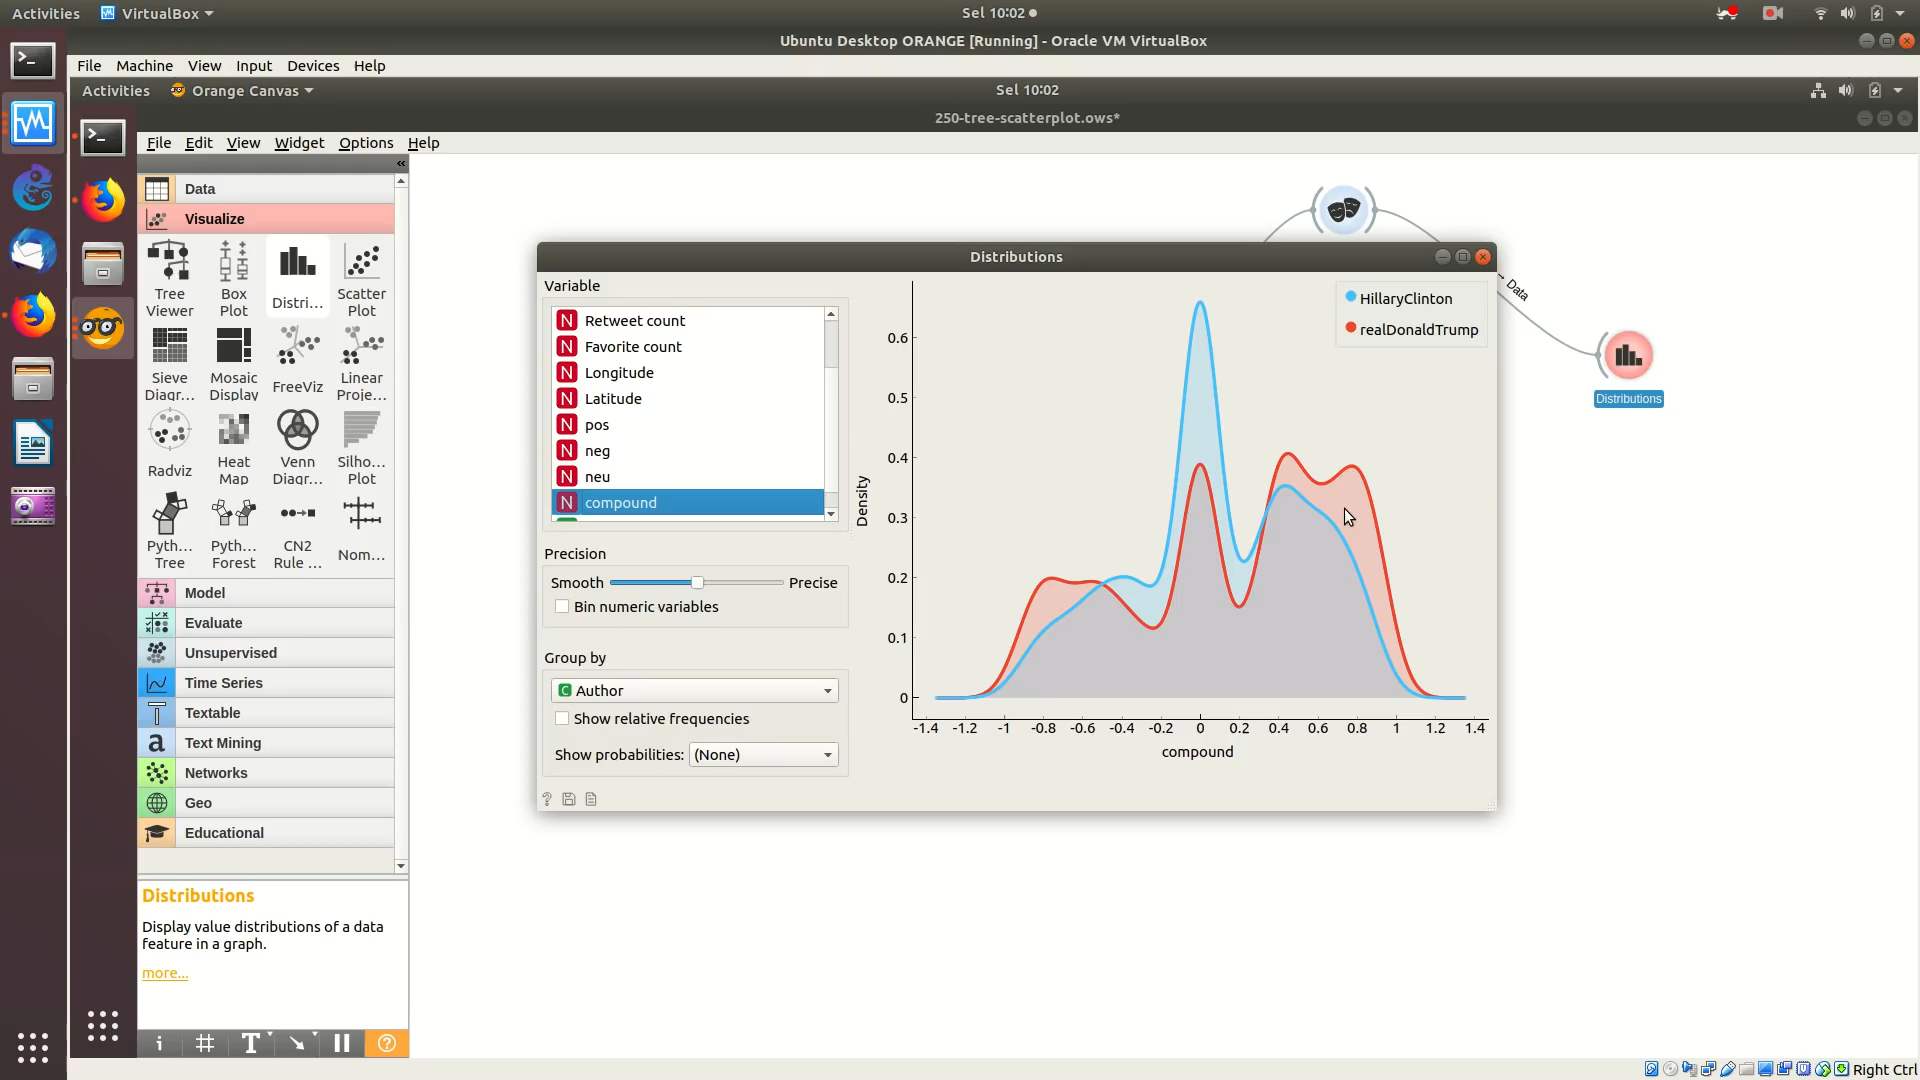 Activities
VirtualBox
Sel 10:02
Ubuntu Desktop ORANGE [Running] - Oracle VM VirtualBox
File Machine View Input Devices Help
Activities
Orange Canvas
Sel 10:02
250-tree-scatterplot.ows*
File Edit View Widget Options Help
«
Data
Visualize
Tree Viewer
Box Plot
Distri...
Scatter Plot
Sieve Diagr...
Mosaic Display
FreeViz
Linear Proje...
Radviz
Heat Map
Venn Diagr...
Silho... Plot
Pyth... Tree
Pyth... Forest
CN2 Rule ...
Nom...
Model
Evaluate
Unsupervised
Time Series
Textable
Text Mining
Networks
Geo
Educational
Distributions
Display value distributions of a data
feature in a graph.
more...
Distributions
Variable
N Retweet count
N Favorite count
N Longitude
N Latitude
N pos
N neg
N neu
N compound
Precision
Smooth
Precise
Bin numeric variables
Group by
C Author
Show relative frequencies
Show probabilities: (None)
HillaryClinton
realDonaldTrump
Density
0.6
0.5
0.4
0.3
0.2
0.1
0
-1.4 -1.2 -1 -0.8 -0.6 -0.4 -0.2 0 0.2 0.4 0.6 0.8 1 1.2 1.4
compound
Data
Distributions
Right Ctrl